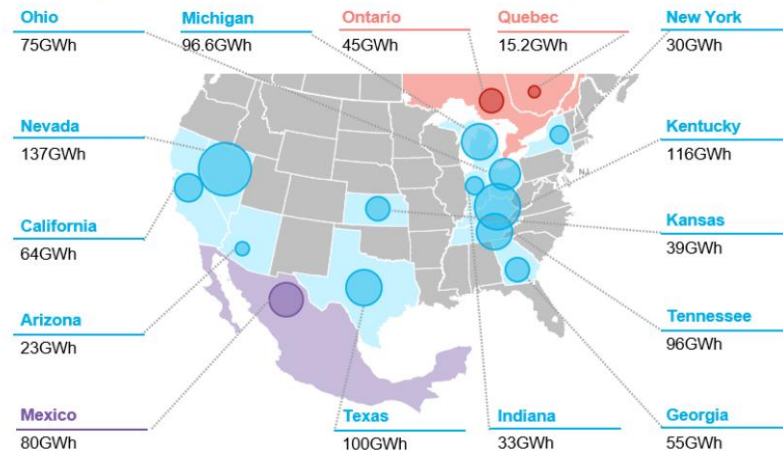 Ohio
75GWh
Michigan
96.6GWh
Ontario
45GWh
Quebec
15.2GWh
New York
30GWh
Nevada
137GWh
Kentucky
116GWh
NJ
California
64GWh
Kansas
39GWh
Arizona
23GWh
Tennessee
96GWh
Mexico
80GWh
Texas
100GWh
Indiana
33GWh
Georgia
55GWh